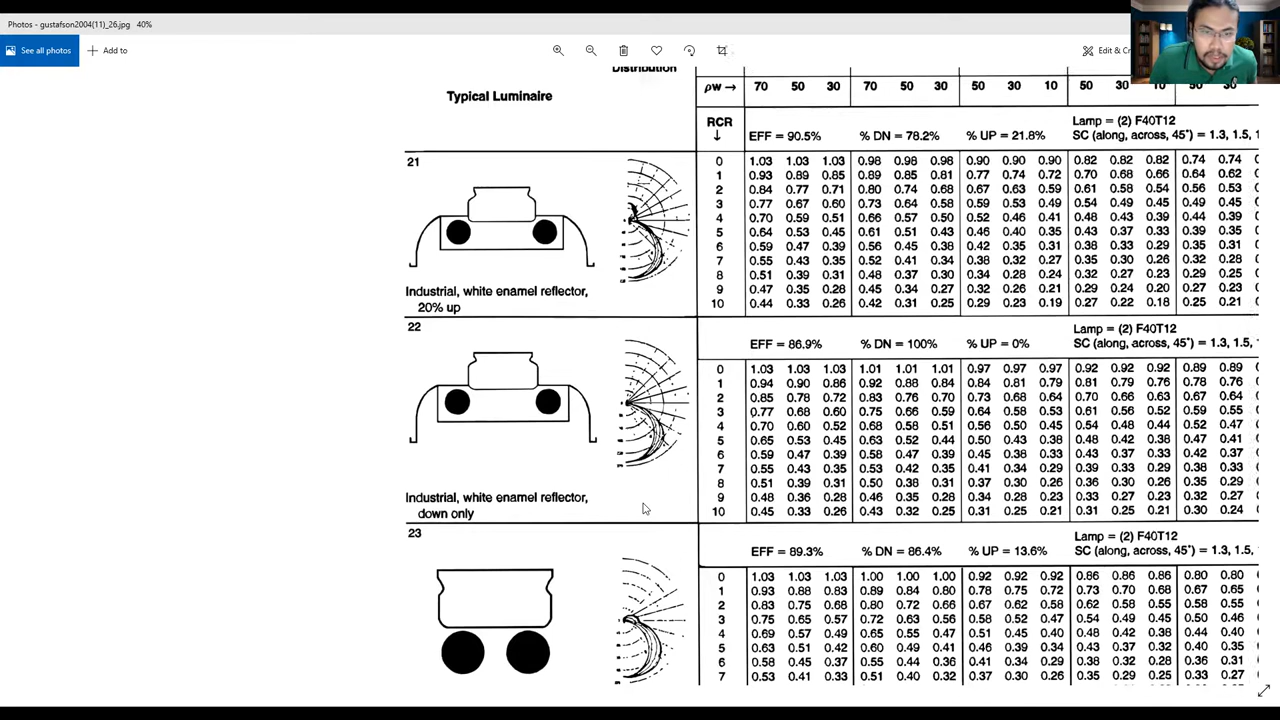 Photos - gustafson2004(11)_26.jpg 40%
See all photos
Add to
Edit & Cr
Distribution
Typical Luminaire
ρw → 70 50 30 70 50 30 50 30 10 50 30 10 50 30
RCR ↓
EFF = 90.5% % DN = 78.2% % UP = 21.8%
Lamp = (2) F40T12
SC (along, across, 45°) = 1.3, 1.5, 1
21
0 1.03 1.03 1.03 0.98 0.98 0.98 0.90 0.90 0.90 0.82 0.82 0.82 0.74 0.74
1 0.93 0.89 0.85 0.89 0.85 0.81 0.77 0.74 0.72 0.70 0.68 0.66 0.64 0.62
2 0.84 0.77 0.71 0.80 0.74 0.68 0.67 0.63 0.59 0.61 0.58 0.54 0.56 0.53
3 0.77 0.67 0.60 0.73 0.64 0.58 0.59 0.53 0.49 0.54 0.49 0.45 0.49 0.45
4 0.70 0.59 0.51 0.66 0.57 0.50 0.52 0.46 0.41 0.48 0.43 0.39 0.44 0.39
5 0.64 0.53 0.45 0.61 0.51 0.43 0.46 0.40 0.35 0.43 0.37 0.33 0.39 0.35
6 0.59 0.47 0.39 0.56 0.45 0.38 0.42 0.35 0.31 0.38 0.33 0.29 0.35 0.31
7 0.55 0.43 0.35 0.52 0.41 0.34 0.38 0.32 0.27 0.35 0.30 0.26 0.32 0.28
8 0.51 0.39 0.31 0.48 0.37 0.30 0.34 0.28 0.24 0.32 0.27 0.23 0.29 0.25
9 0.47 0.35 0.28 0.45 0.34 0.27 0.32 0.26 0.21 0.29 0.24 0.20 0.27 0.23
10 0.44 0.33 0.26 0.42 0.31 0.25 0.29 0.23 0.19 0.27 0.22 0.18 0.25 0.21
Industrial, white enamel reflector,
20% up
22
EFF = 86.9% % DN = 100% % UP = 0%
Lamp = (2) F40T12
SC (along, across, 45°) = 1.3, 1.5, 1
0 1.03 1.03 1.03 1.01 1.01 1.01 0.97 0.97 0.97 0.92 0.92 0.92 0.89 0.89
1 0.94 0.90 0.86 0.92 0.88 0.84 0.84 0.81 0.79 0.81 0.79 0.76 0.78 0.76
2 0.85 0.78 0.72 0.83 0.76 0.70 0.73 0.68 0.64 0.70 0.66 0.63 0.67 0.64
3 0.77 0.68 0.60 0.75 0.66 0.59 0.64 0.58 0.53 0.61 0.56 0.52 0.59 0.55
4 0.70 0.60 0.52 0.68 0.58 0.51 0.56 0.50 0.45 0.54 0.48 0.44 0.52 0.47
5 0.65 0.53 0.45 0.63 0.52 0.44 0.50 0.43 0.38 0.48 0.42 0.38 0.47 0.41
6 0.59 0.47 0.39 0.58 0.47 0.39 0.45 0.38 0.33 0.43 0.37 0.33 0.42 0.37
7 0.55 0.43 0.35 0.53 0.42 0.35 0.41 0.34 0.29 0.39 0.33 0.29 0.38 0.33
8 0.51 0.39 0.31 0.50 0.38 0.31 0.37 0.30 0.26 0.36 0.30 0.26 0.35 0.29
9 0.48 0.36 0.28 0.46 0.35 0.28 0.34 0.28 0.23 0.33 0.27 0.23 0.32 0.27
10 0.45 0.33 0.26 0.43 0.32 0.25 0.31 0.25 0.21 0.31 0.25 0.21 0.30 0.24
Industrial, white enamel reflector,
down only
23
EFF = 89.3% % DN = 86.4% % UP = 13.6%
Lamp = (2) F40T12
SC (along, across, 45°) = 1.3, 1.5,
0 1.03 1.03 1.03 1.00 1.00 1.00 0.92 0.92 0.92 0.86 0.86 0.86 0.80 0.80
1 0.93 0.88 0.83 0.89 0.84 0.80 0.78 0.75 0.72 0.73 0.70 0.68 0.67 0.65
2 0.83 0.75 0.68 0.80 0.72 0.66 0.67 0.62 0.58 0.62 0.58 0.55 0.58 0.55
3 0.75 0.65 0.57 0.72 0.63 0.56 0.58 0.52 0.47 0.54 0.49 0.45 0.50 0.46
4 0.69 0.57 0.49 0.65 0.55 0.47 0.51 0.45 0.40 0.48 0.42 0.38 0.44 0.40
5 0.63 0.51 0.42 0.60 0.49 0.41 0.46 0.39 0.34 0.43 0.37 0.32 0.40 0.35
6 0.58 0.45 0.37 0.55 0.44 0.36 0.41 0.34 0.29 0.38 0.32 0.28 0.36 0.31
7 0.53 0.41 0.33 0.51 0.40 0.32 0.37 0.30 0.26 0.35 0.29 0.25 0.33 0.27